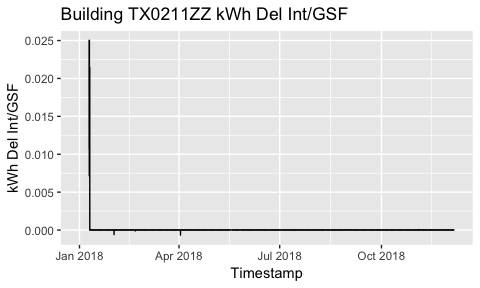 Building TX0211ZZ kWh Del Int/GSF
0.025
0.020
0.015
0.010
0.005
0.000
kWh Del Int/GSF
Jan 2018 Apr 2018 Jul 2018 Oct 2018
Timestamp